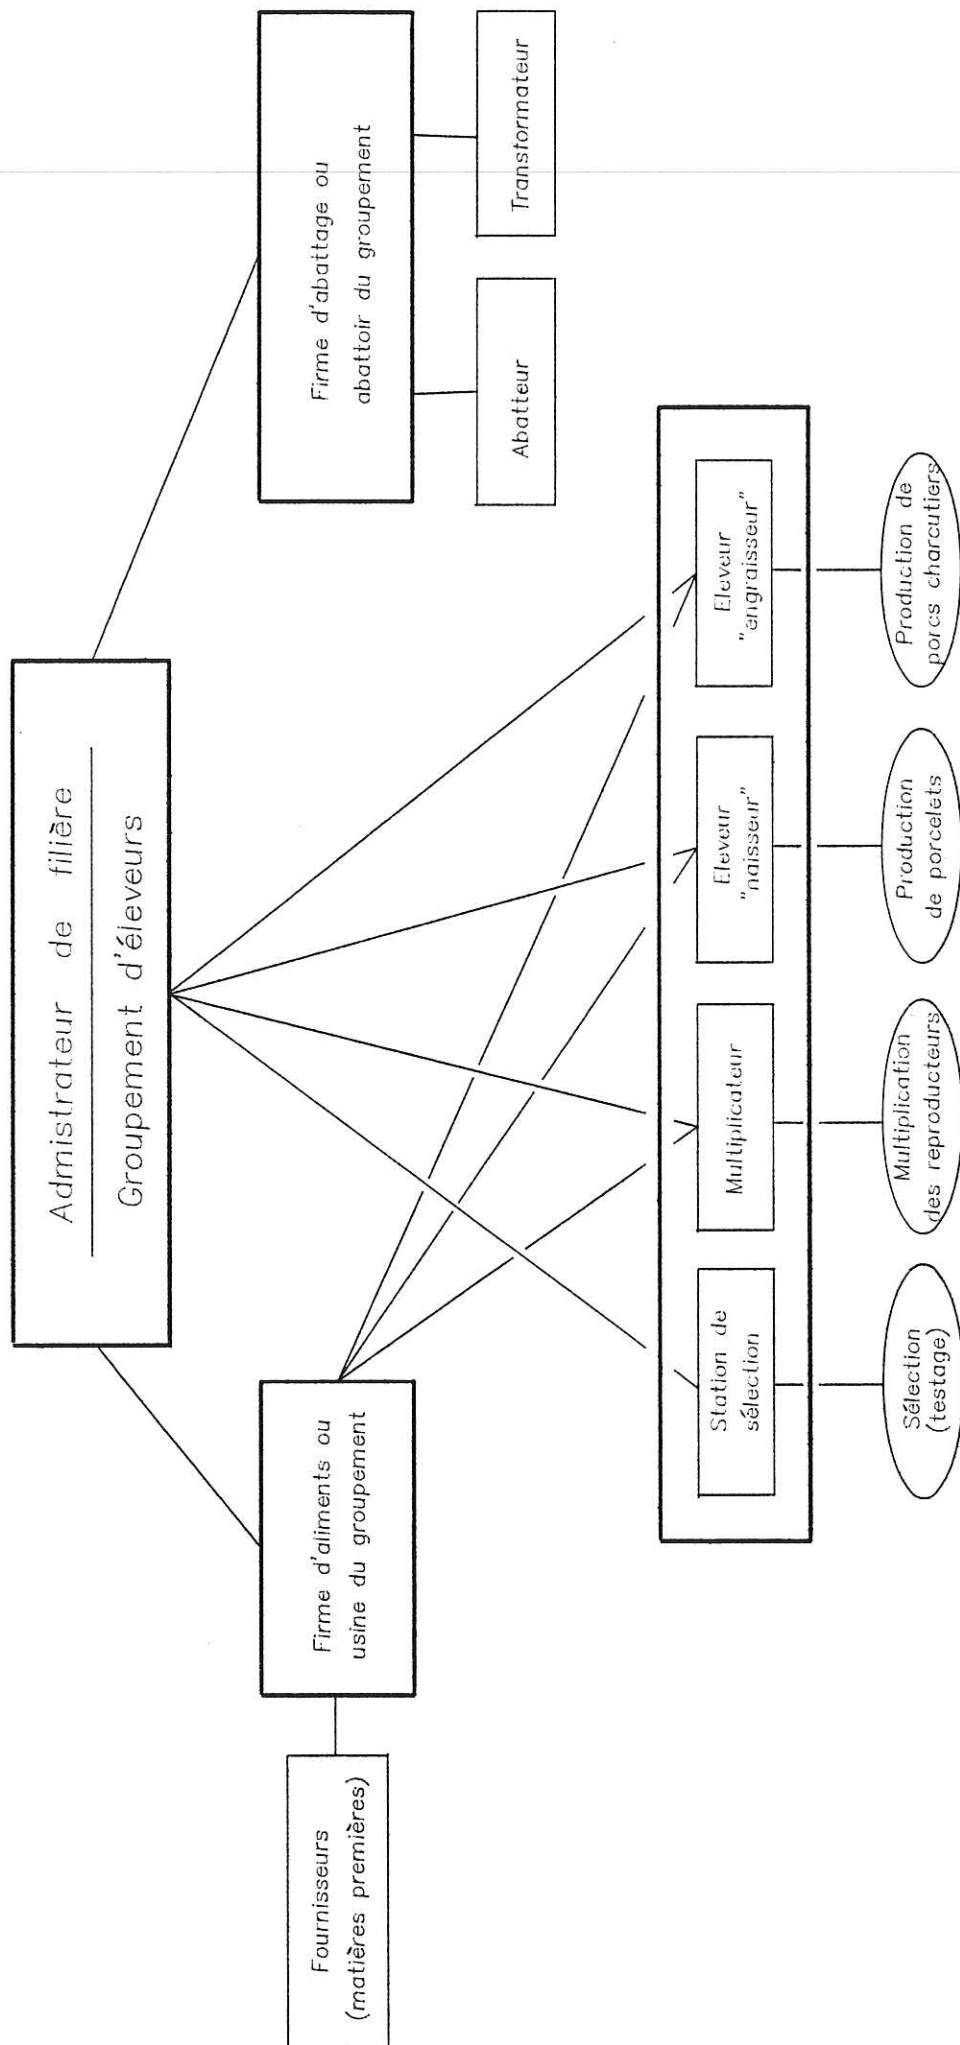 Admistrateur de filière
Groupement d'éleveurs
Fournisseurs
(matières premières)
Firme d'aliments ou
usine du groupement
Firme d'abattage ou
abattoir du groupement
Abatteur
Transformateur
Station de
sélection
Multiplicateur
Eleveur
"naisseur"
Eleveur
"engraisseur"
Sélection
(testage)
Multiplication
des reproducteurs
Production
de porcelets
Production de
porcs charcutiers